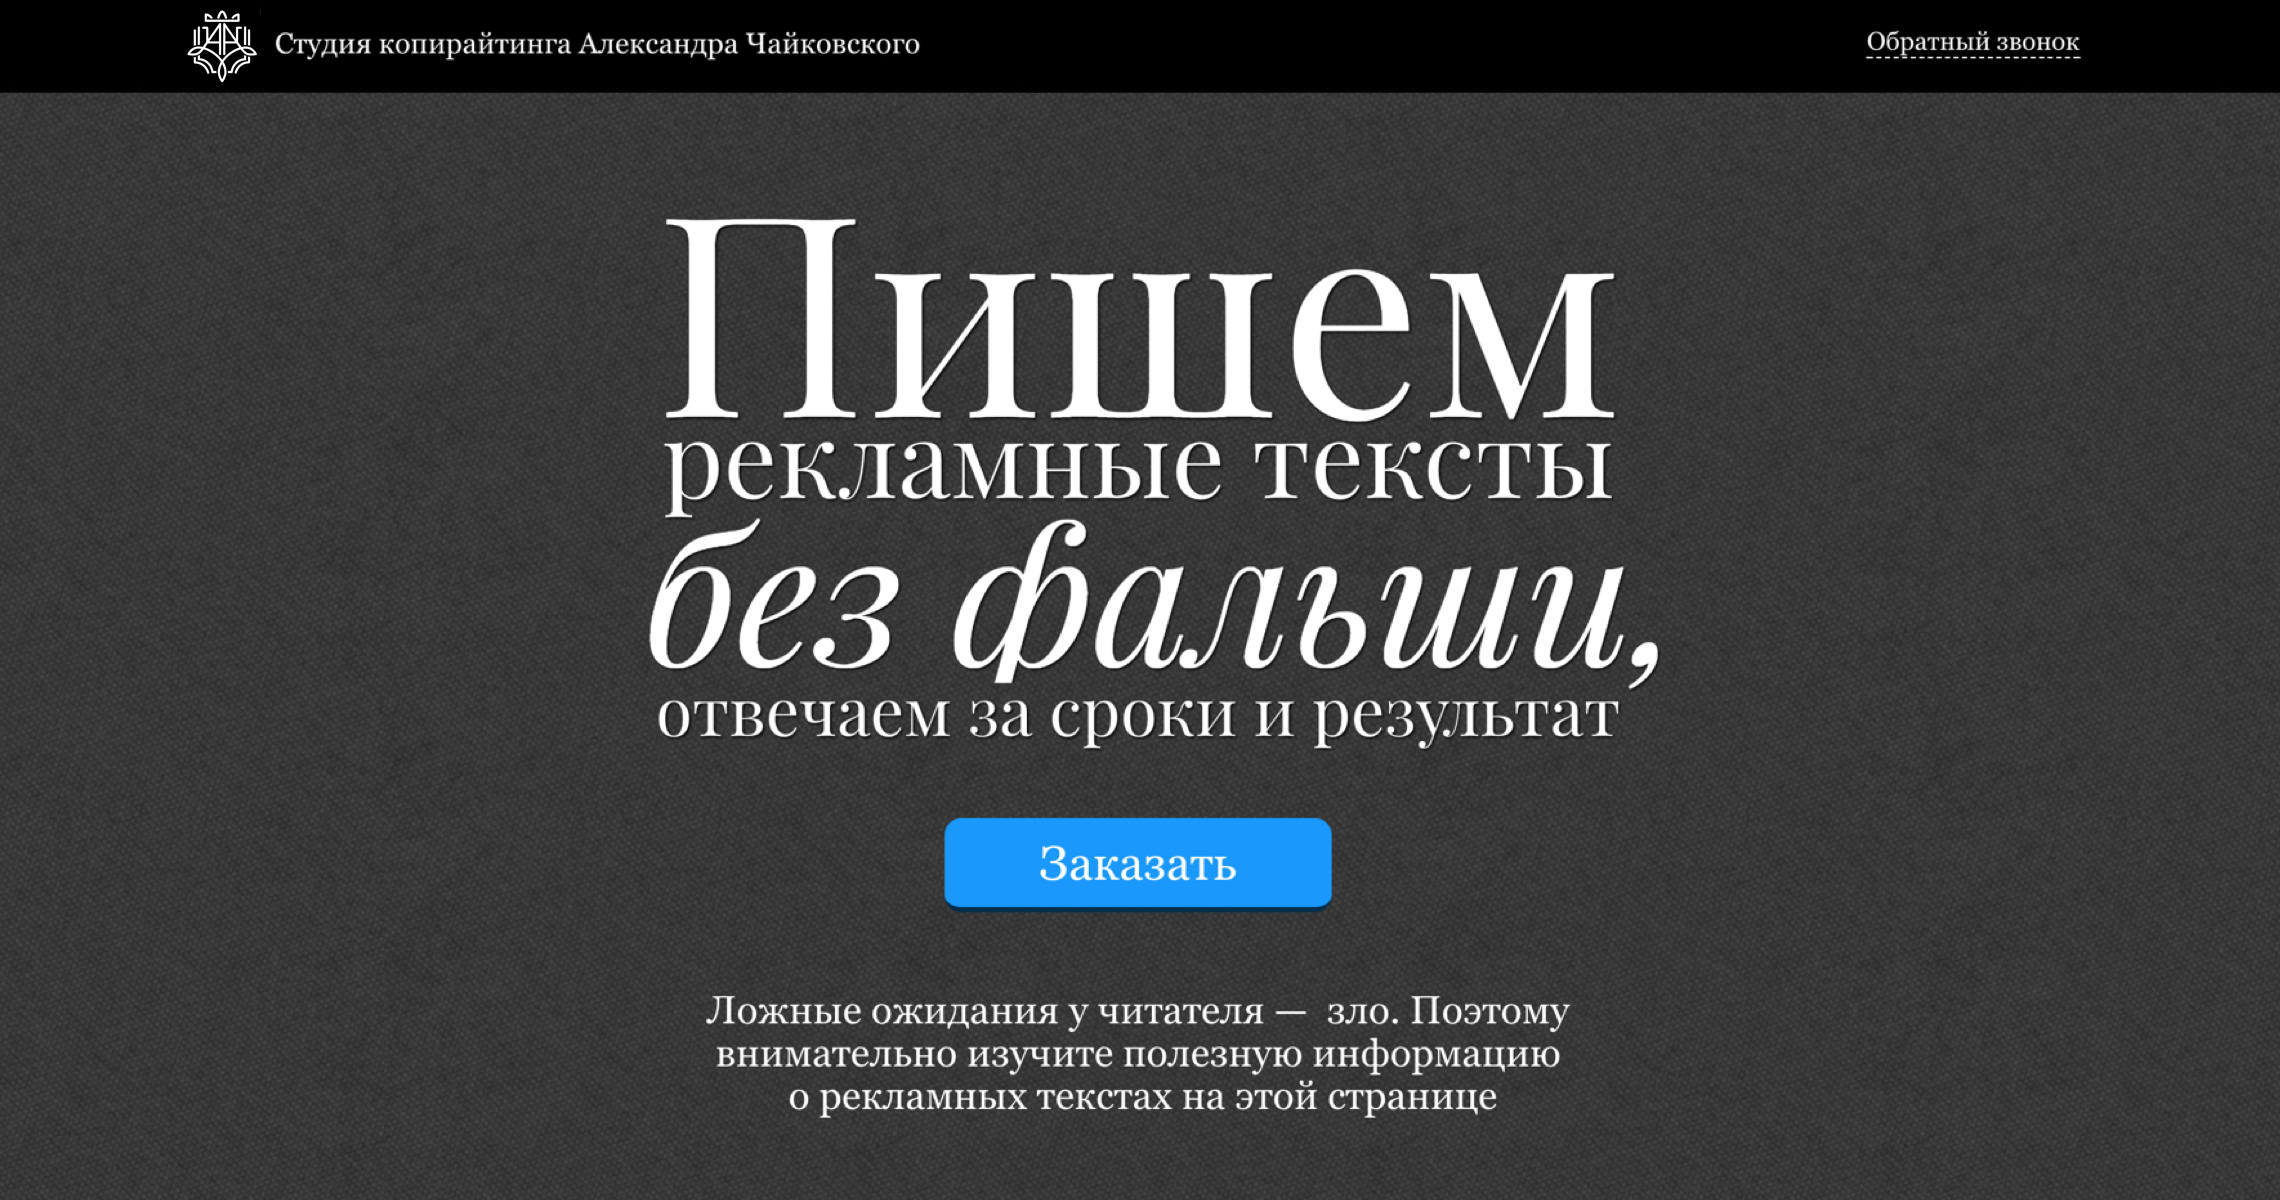 Студия копирайтинга Александра Чайковского
Обратный звонок
Пишем
рекламные тексты
без фальши,
отвечаем за сроки и результат
Заказать
Ложные ожидания у читателя — зло. Поэтому
внимательно изучите полезную информацию
о рекламных текстах на этой странице